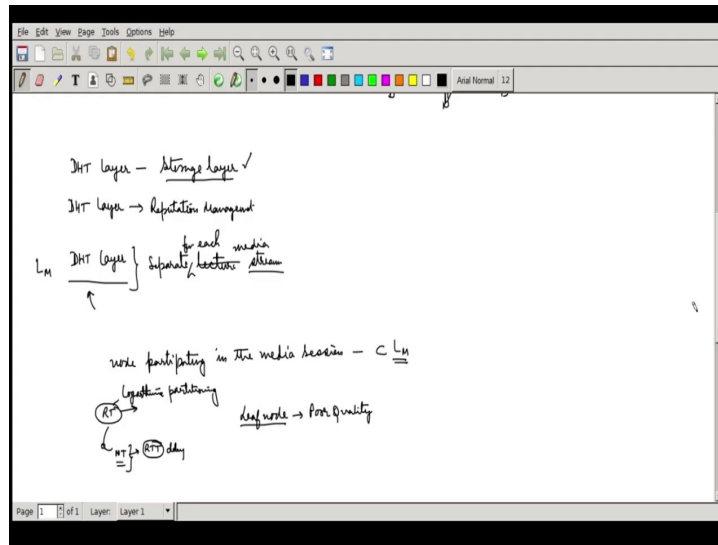 File Edit View Page Tools Options Help
T Arial Normal 12
DHT Layer — Storage layer ✓
DHT Layer → Reputation Management
for each media
L_M DHT Layer } Separate lecture stream
node partipating in the media session — C L_M
Logarithmic partitioning
RT →
Leaf node → Poor Quality
NT } → RTT delay
Page 1 of 1 Layer: Layer 1